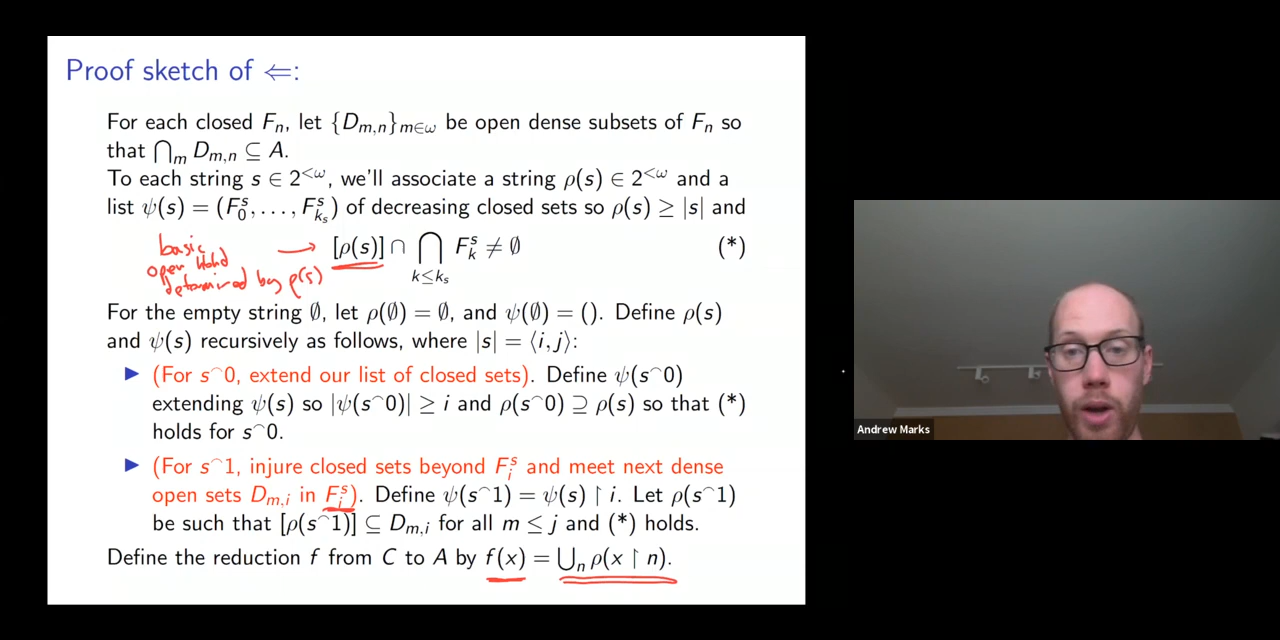 Proof sketch of ⇐:
For each closed Fₙ, let {D_{m,n}}_{m∈ω} be open dense subsets of Fₙ so
that ⋂_m D_{m,n} ⊆ A.
To each string s ∈ 2^{<ω}, we'll associate a string ρ(s) ∈ 2^{<ω} and a
list ψ(s) = (F_0^s, . . . , F_{k_s}^s) of decreasing closed sets so ρ(s) ≥ |s| and
[ρ(s)] ∩ ⋂_{k≤k_s} F_k^s ≠ ∅ (*)
basic
open
determined by ρ(s)
For the empty string ∅, let ρ(∅) = ∅, and ψ(∅) = (). Define ρ(s)
and ψ(s) recursively as follows, where |s| = ⟨i, j⟩:
▶ (For s⌢0, extend our list of closed sets). Define ψ(s⌢0)
extending ψ(s) so |ψ(s⌢0)| ≥ i and ρ(s⌢0) ⊇ ρ(s) so that (*)
holds for s⌢0.
▶ (For s⌢1, injure closed sets beyond F_i^s and meet next dense
open sets D_{m,i} in F_i^s). Define ψ(s⌢1) = ψ(s) ↾ i. Let ρ(s⌢1)
be such that [ρ(s⌢1)] ⊆ D_{m,i} for all m ≤ j and (*) holds.
Define the reduction f from C to A by f(x) = ⋃ₙ ρ(x ↾ n).
Andrew Marks